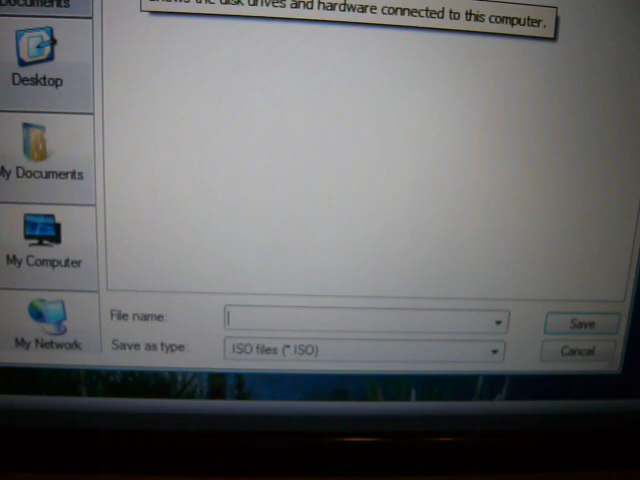 Documents
Shows the disk drives and hardware connected to this computer.
Desktop
My Documents
My Computer
My Network
File name:
Save
Save as type:
ISO files (*.ISO)
Cancel